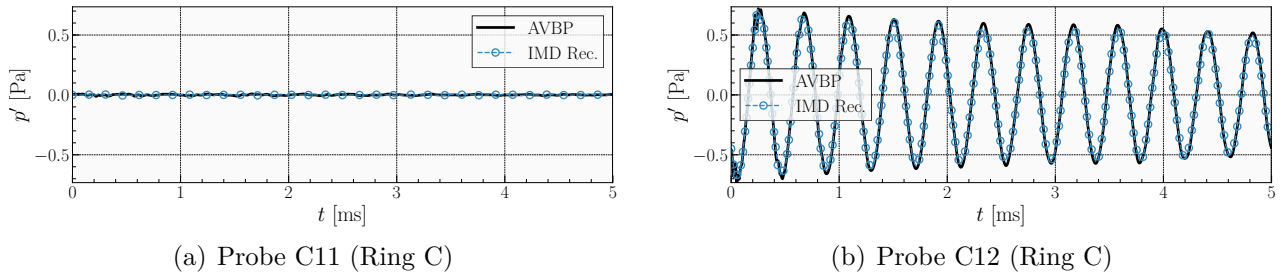 0.5
0.0
−0.5
p′ [Pa]
AVBP
IMD Rec.
0 1 2 3 4 5
t [ms]
(a) Probe C11 (Ring C)
0.5
0.0
−0.5
p′ [Pa]
AVBP
IMD Rec.
0 1 2 3 4 5
t [ms]
(b) Probe C12 (Ring C)